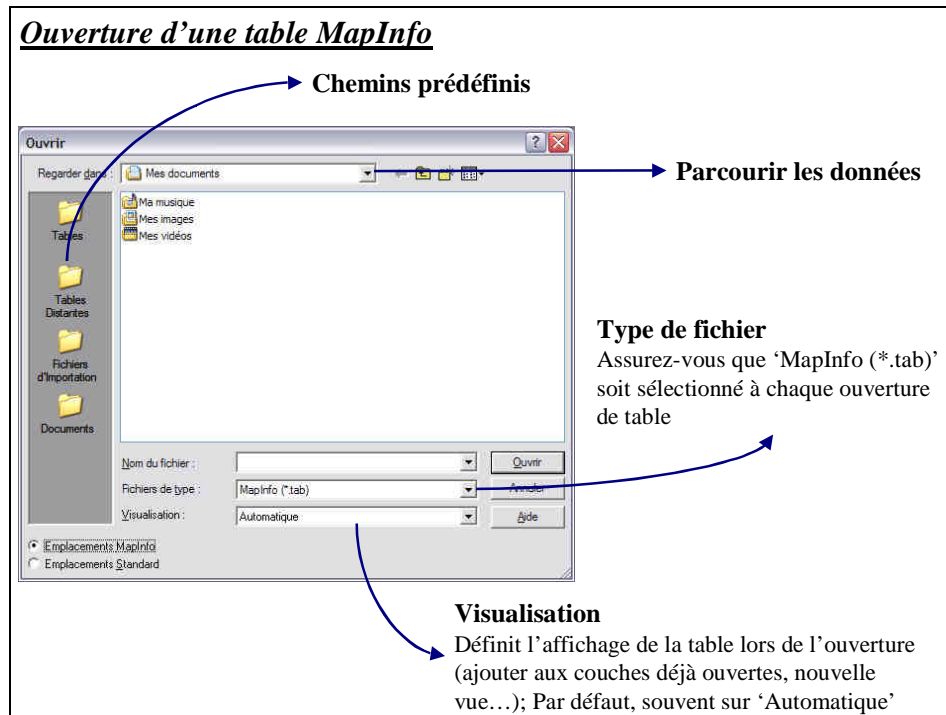 Ouverture d'une table MapInfo
Chemins prédéfinis
Ouvrir
Regarder dans :
Mes documents
Parcourir les données
Ma musique
Mes images
Mes vidéos
Tables
Tables
Distantes
Fichiers
d'Importation
Documents
Type de fichier
Assurez-vous que ‘MapInfo (*.tab)’
soit sélectionné à chaque ouverture
de table
Nom du fichier :
Ouvrir
Fichiers de type :
MapInfo (*.tab)
Annuler
Visualisation :
Automatique
Aide
Emplacements MapInfo
Emplacements Standard
Visualisation
Définit l'affichage de la table lors de l'ouverture
(ajouter aux couches déjà ouvertes, nouvelle
vue…); Par défaut, souvent sur ‘Automatique’